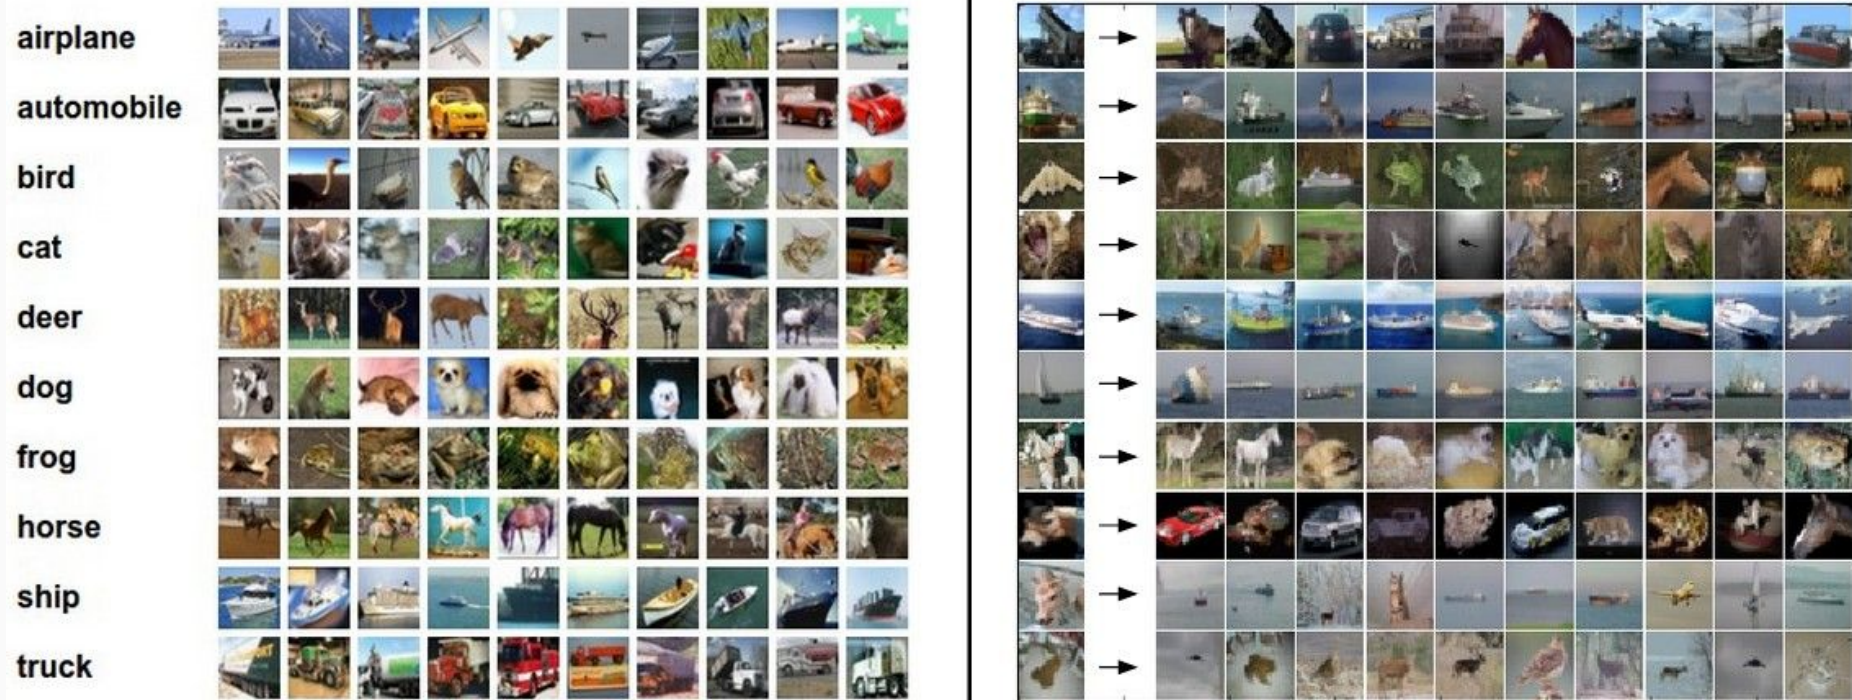 airplane
automobile
bird
cat
deer
dog
frog
horse
ship
truck